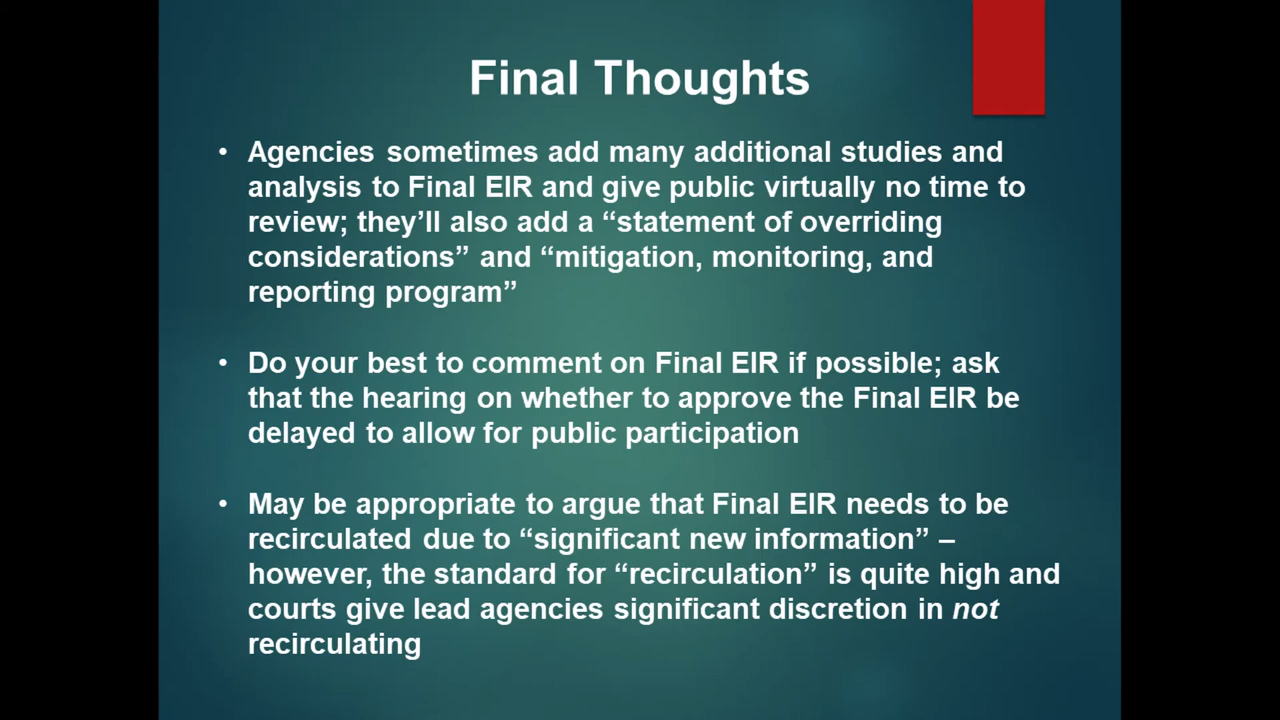 Final Thoughts
• Agencies sometimes add many additional studies and
analysis to Final EIR and give public virtually no time to
review; they’ll also add a “statement of overriding
considerations” and “mitigation, monitoring, and
reporting program”
• Do your best to comment on Final EIR if possible; ask
that the hearing on whether to approve the Final EIR be
delayed to allow for public participation
• May be appropriate to argue that Final EIR needs to be
recirculated due to “significant new information” –
however, the standard for “recirculation” is quite high and
courts give lead agencies significant discretion in not
recirculating